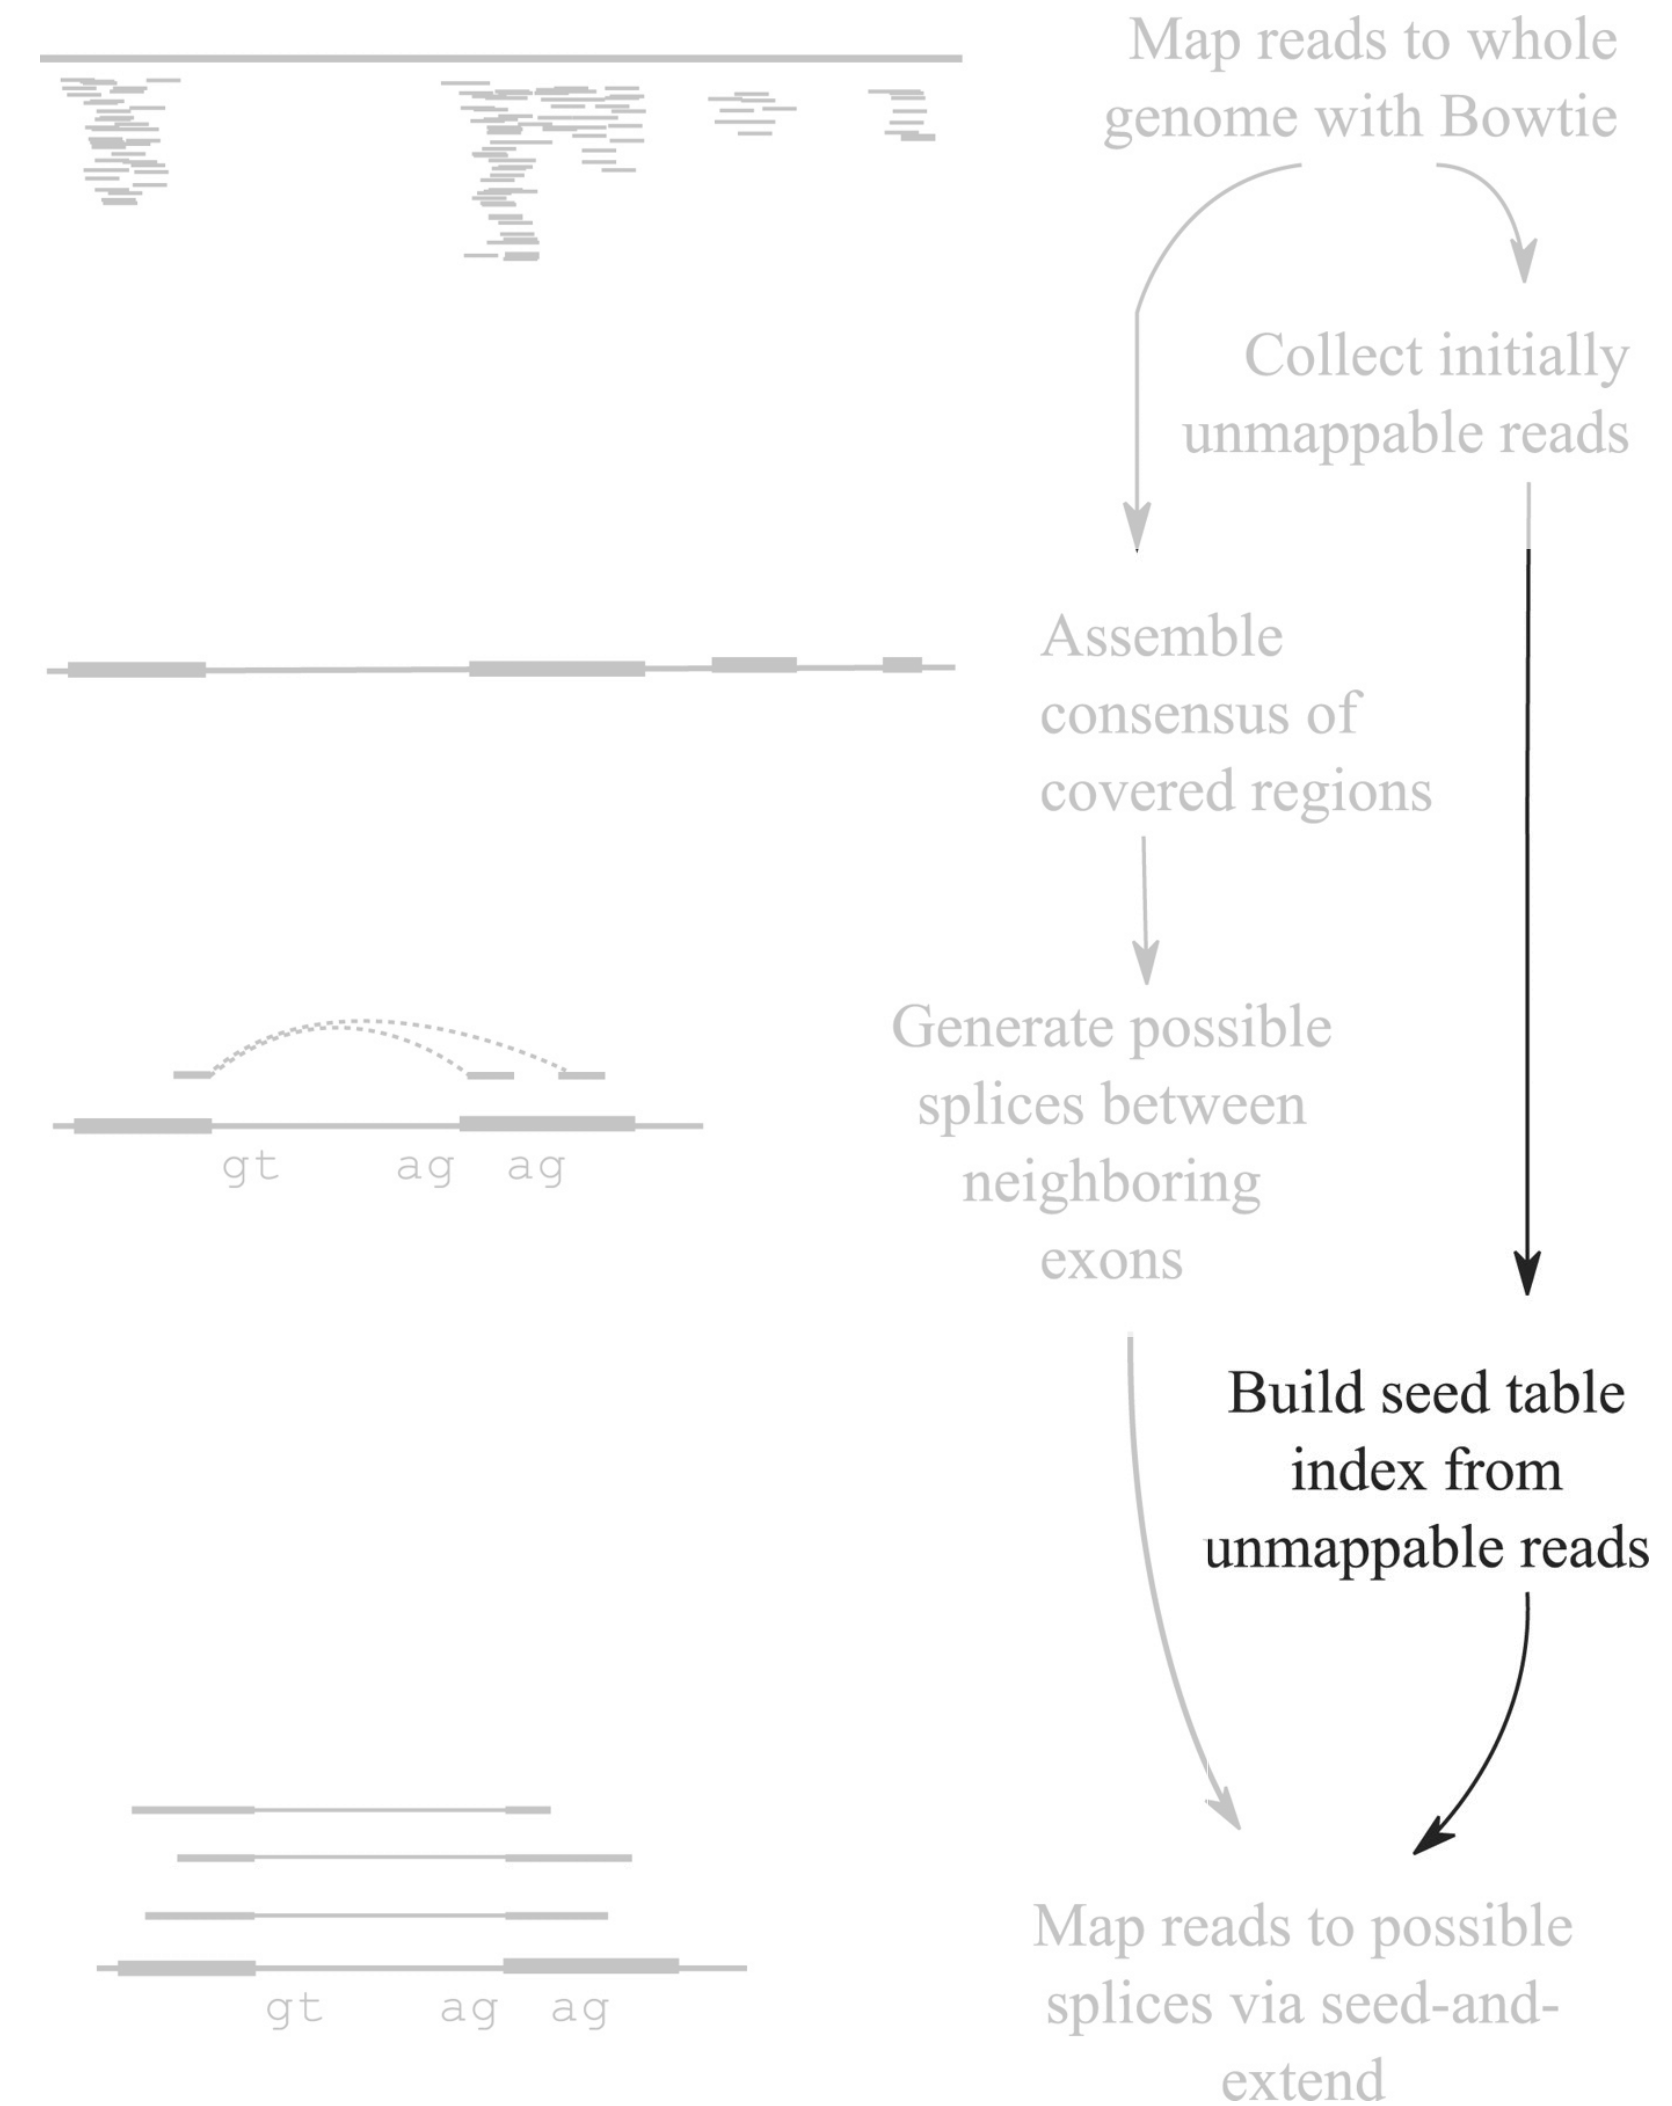 Map reads to whole
genome with Bowtie
Collect initially
unmappable reads
Assemble
consensus of
covered regions
Generate possible
splices between
neighboring
exons
gt ag ag
Build seed table
index from
unmappable reads
Map reads to possible
splices via seed-and-
extend
gt ag ag